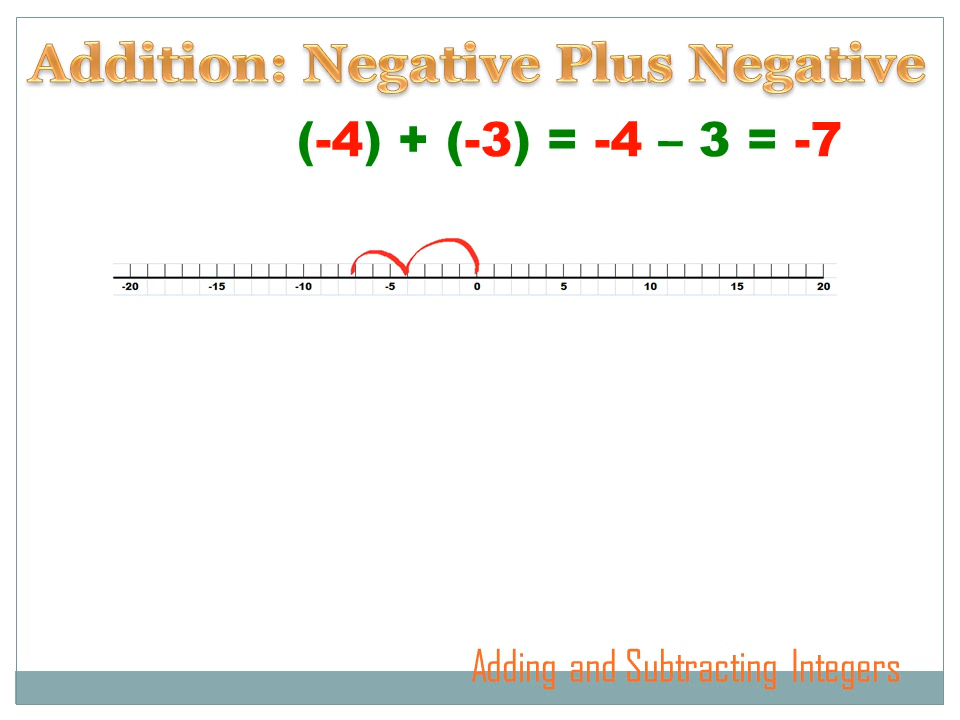 Addition: Negative Plus Negative
(-4) + (-3) = -4 – 3 = -7
-20 -15 -10 -5 0 5 10 15 20
Adding and Subtracting Integers